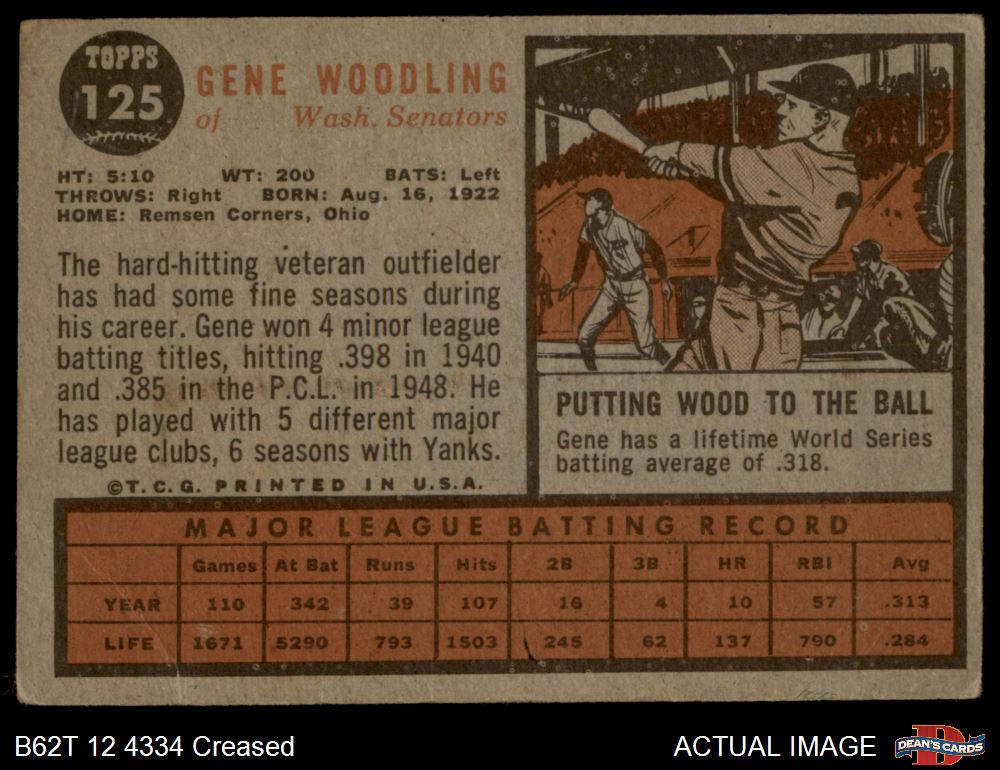 TOPPS
125
GENE WOODLING
of Wash. Senators
HT: 5:10 WT: 200 BATS: Left
THROWS: Right BORN: Aug. 16, 1922
HOME: Remsen Corners, Ohio
The hard-hitting veteran outfielder
has had some fine seasons during
his career. Gene won 4 minor league
batting titles, hitting .398 in 1940
and .385 in the P.C.L. in 1948. He
has played with 5 different major
league clubs, 6 seasons with Yanks.
©T.C.G. PRINTED IN U.S.A.
PUTTING WOOD TO THE BALL
Gene has a lifetime World Series
batting average of .318.
MAJOR LEAGUE BATTING RECORD
Games At Bat Runs Hits 2B 3B HR RBI Avg
YEAR 110 342 39 107 16 4 10 57 .313
LIFE 1671 5290 793 1503 245 62 137 790 .284
B62T 12 4334 Creased
ACTUAL IMAGE
D
DEAN'S CARDS